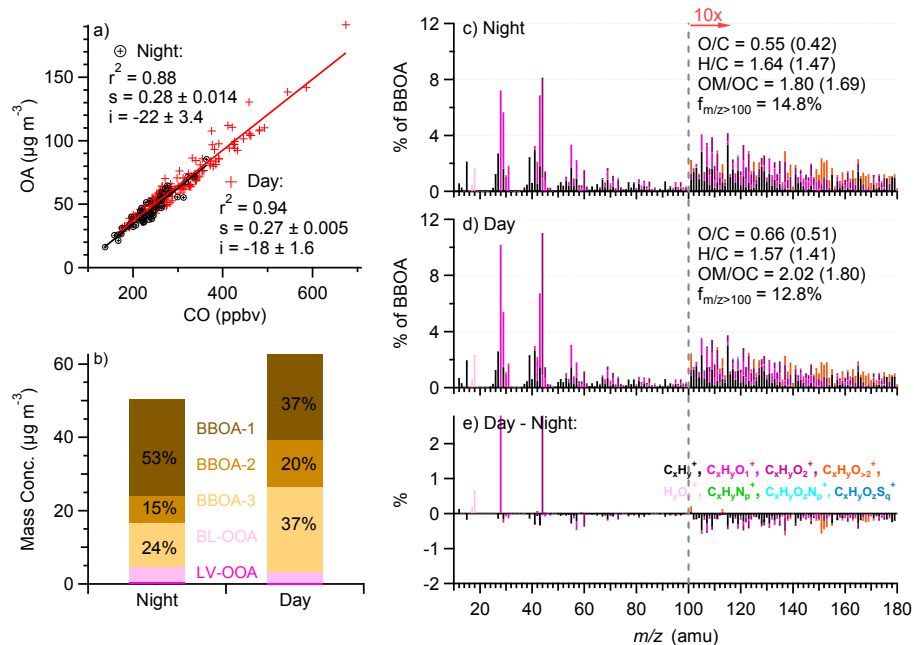 a)
Night:
r² = 0.88
s = 0.28 ± 0.014
i = -22 ± 3.4
Day:
r² = 0.94
s = 0.27 ± 0.005
i = -18 ± 1.6
OA (µg m⁻³)
150
100
50
0
200
400
600
CO (ppbv)
b)
Mass Conc. (µg m⁻³)
60
40
20
0
53%
15%
24%
37%
20%
37%
BBOA-1
BBOA-2
BBOA-3
BL-OOA
LV-OOA
Night
Day
10x
c) Night
O/C = 0.55 (0.42)
H/C = 1.64 (1.47)
OM/OC = 1.80 (1.69)
f m/z>100 = 14.8%
% of BBOA
12
8
4
0
d) Day
O/C = 0.66 (0.51)
H/C = 1.57 (1.41)
OM/OC = 2.02 (1.80)
f m/z>100 = 12.8%
% of BBOA
12
8
4
0
e) Day - Night:
CxHy⁺, CxHyO1⁺, CxHyO2⁺, CxHyO>2⁺,
CxHyNp⁺, CxHyOzNp⁺, CxHyOzSq⁺
%
2
1
0
-1
-2
20
40
60
80
100
120
140
160
180
m/z (amu)